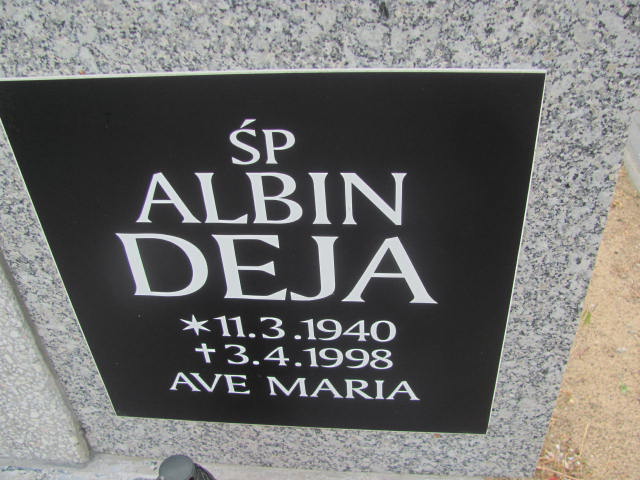 ŚP
ALBIN
DEJA
*11.3.1940
✝3.4.1998
AVE MARIA